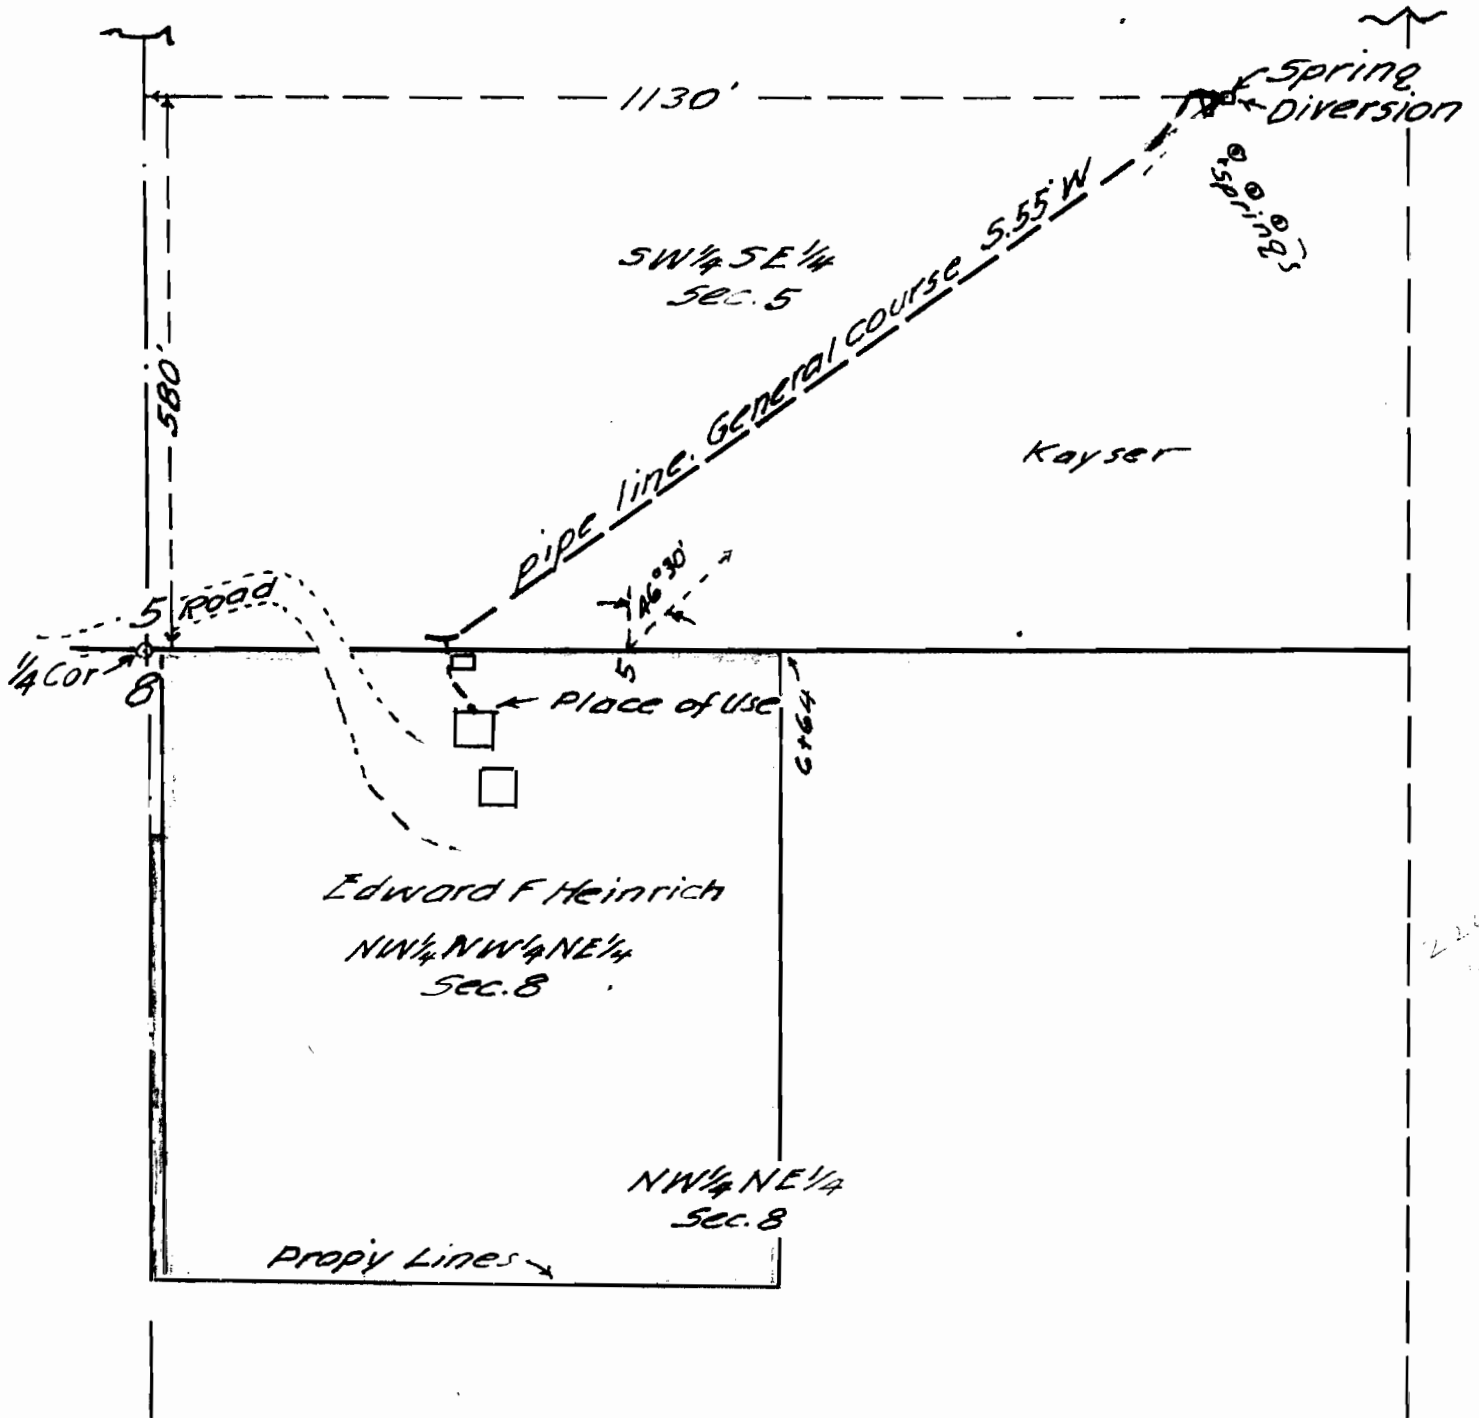 Spring
Diversion
1130'
springs
SW¼ SE¼
Sec. 5
pipe line. General course S.55°W
580'
Kayser
46°30'
5 Road
¼ Cor
8
5
Place of Use
6+64
Edward F Heinrich
NW¼ NW¼ NE¼
Sec. 8
NW¼ NE¼
Sec. 8
Prop'y Lines